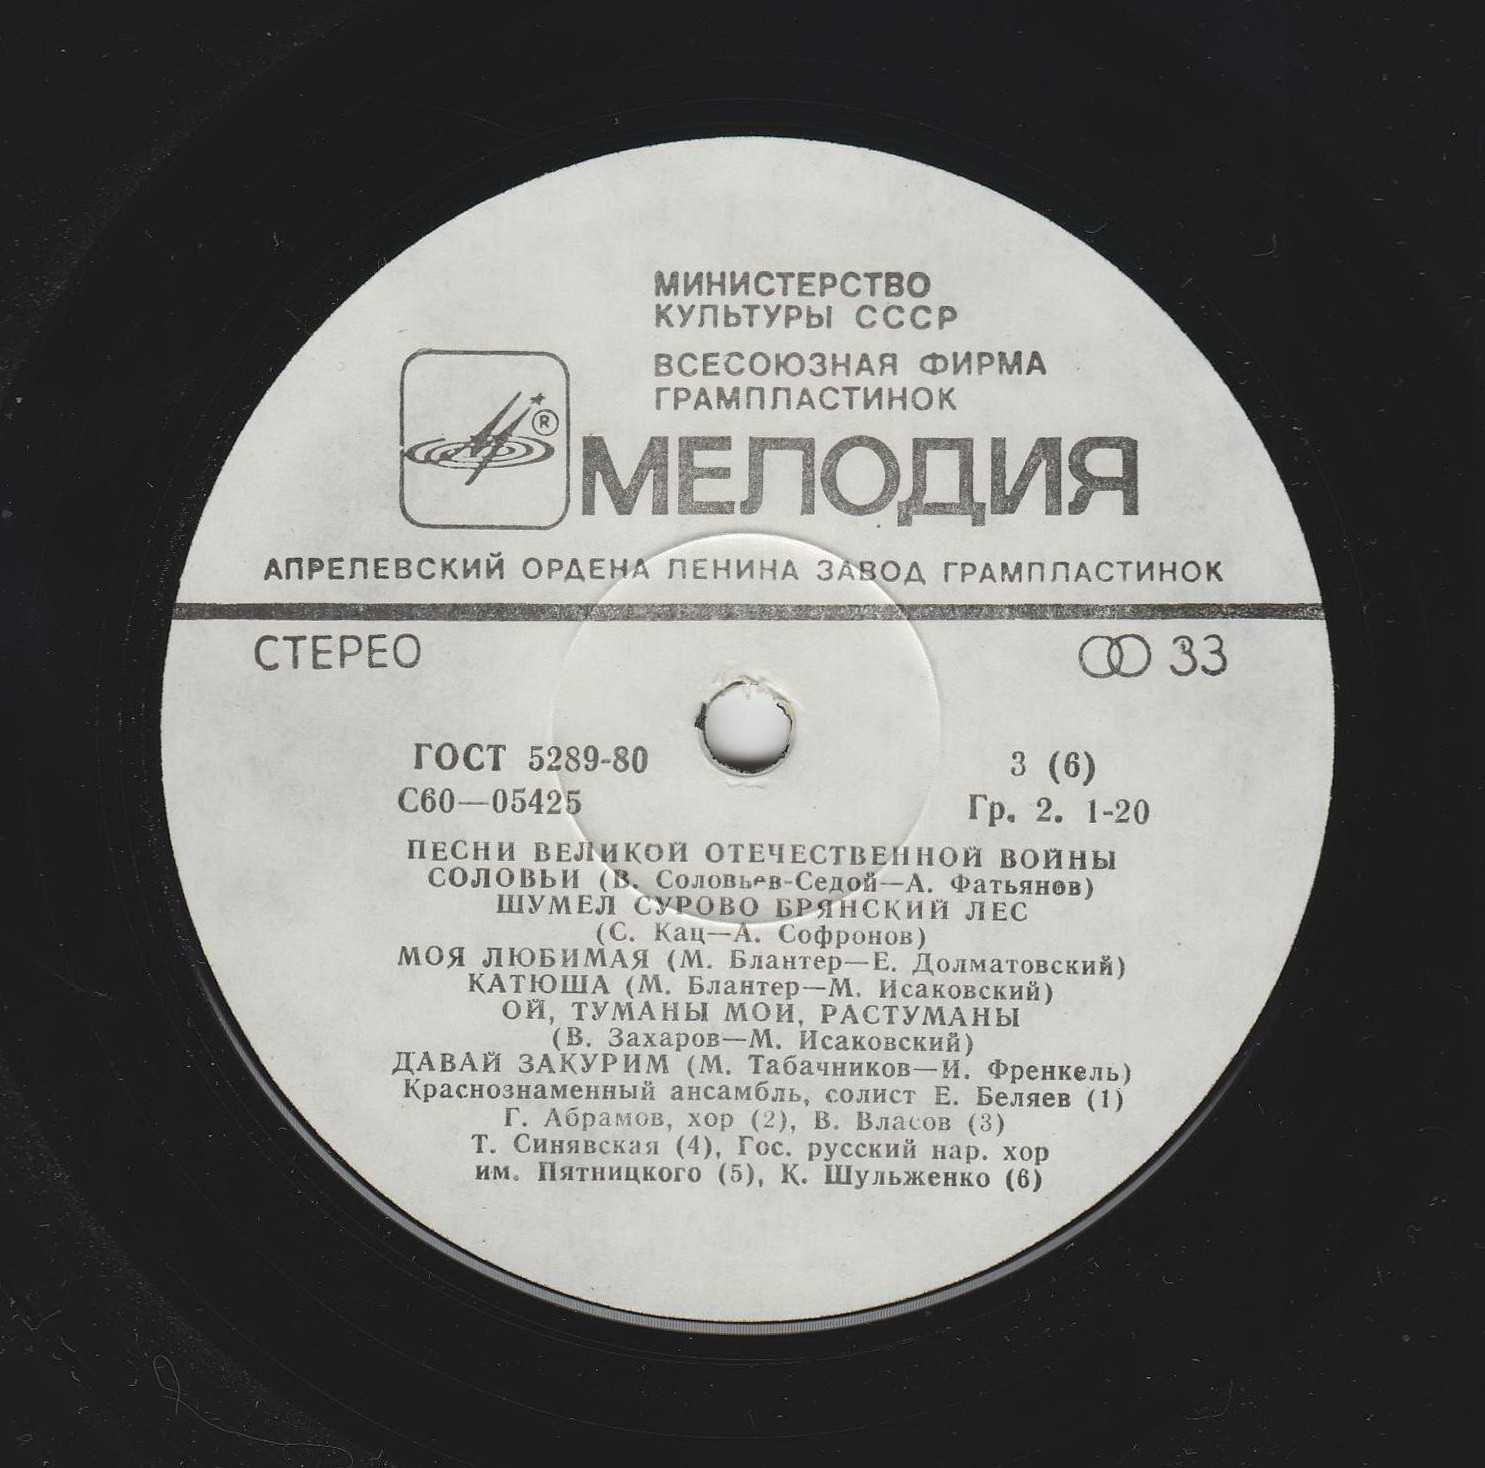 МИНИСТЕРСТВО
КУЛЬТУРЫ СССР
ВСЕСОЮЗНАЯ ФИРМА
ГРАМПЛАСТИНОК
®
МЕЛОДИЯ
АПРЕЛЕВСКИЙ ОРДЕНА ЛЕНИНА ЗАВОД ГРАМПЛАСТИНОК
СТЕРЕО 33
ГОСТ 5289-80 3 (6)
С60—05425 Гр. 2. 1-20
ПЕСНИ ВЕЛИКОЙ ОТЕЧЕСТВЕННОЙ ВОЙНЫ
СОЛОВЬИ (В. Соловьев-Седой—А. Фатьянов)
ШУМЕЛ СУРОВО БРЯНСКИЙ ЛЕС
(С. Кац—А. Софронов)
МОЯ ЛЮБИМАЯ (М. Блантер—Е. Долматовский)
КАТЮША (М. Блантер—М. Исаковский)
ОЙ, ТУМАНЫ МОИ, РАСТУМАНЫ
(В. Захаров—М. Исаковский)
ДАВАЙ ЗАКУРИМ (М. Табачников—И. Френкель)
Краснознаменный ансамбль, солист Е. Беляев (1)
Г. Абрамов, хор (2), В. Власов (3)
Т. Синявская (4), Гос. русский нар. хор
им. Пятницкого (5), К. Шульженко (6)